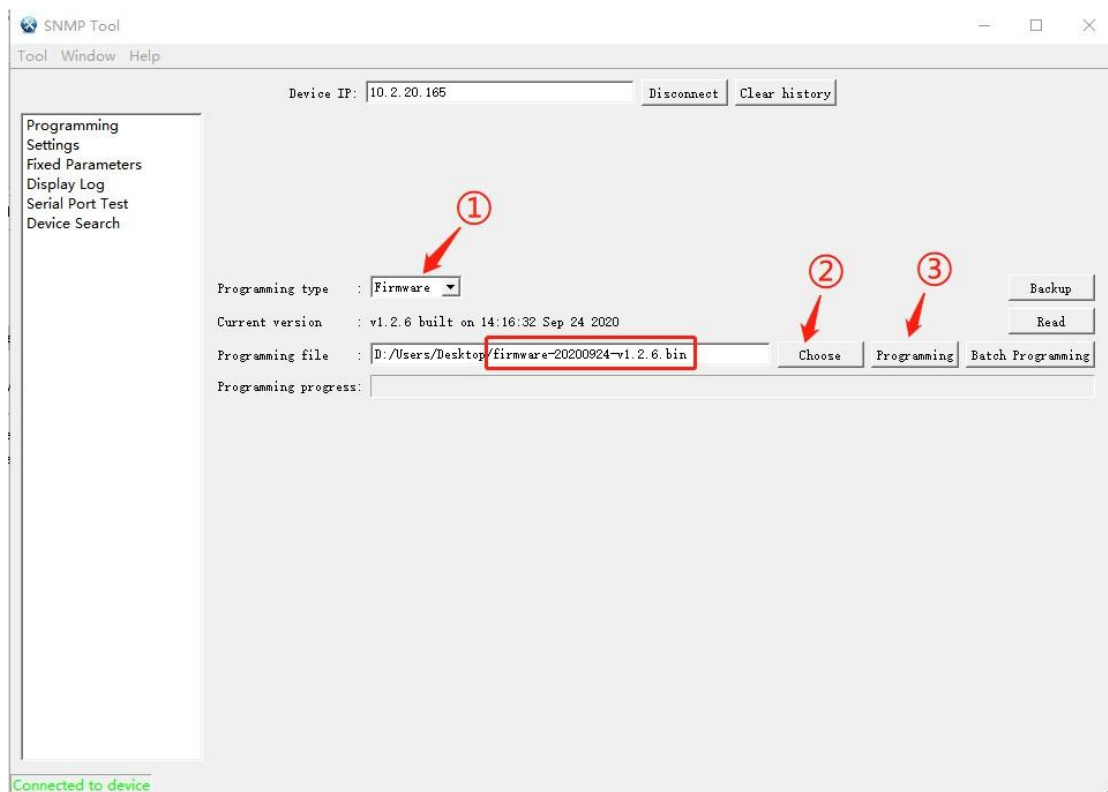 SNMP Tool
Tool Window Help
Device IP: 10.2.20.165 Disconnect Clear history
Programming
Settings
Fixed Parameters
Display Log
Serial Port Test
Device Search
①
② ③
Programming type : Firmware Backup
Current version : v1.2.6 built on 14:16:32 Sep 24 2020 Read
Programming file : D:/Users/Desktop/firmware-20200924-v1.2.6.bin Choose Programming Batch Programming
Programming progress:
Connected to device